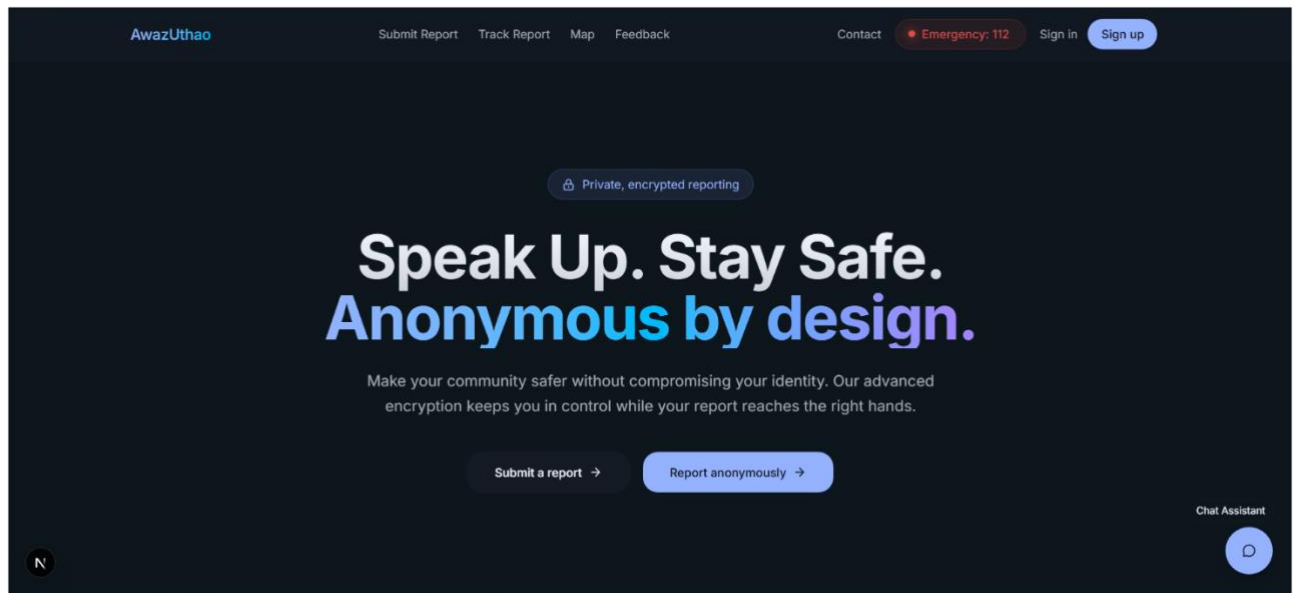 AwazUthao
Submit Report
Track Report
Map
Feedback
Contact
Emergency: 112
Sign in
Sign up
Private, encrypted reporting
Speak Up. Stay Safe.
Anonymous by design.
Make your community safer without compromising your identity. Our advanced
encryption keeps you in control while your report reaches the right hands.
Submit a report →
Report anonymously →
Chat Assistant
N